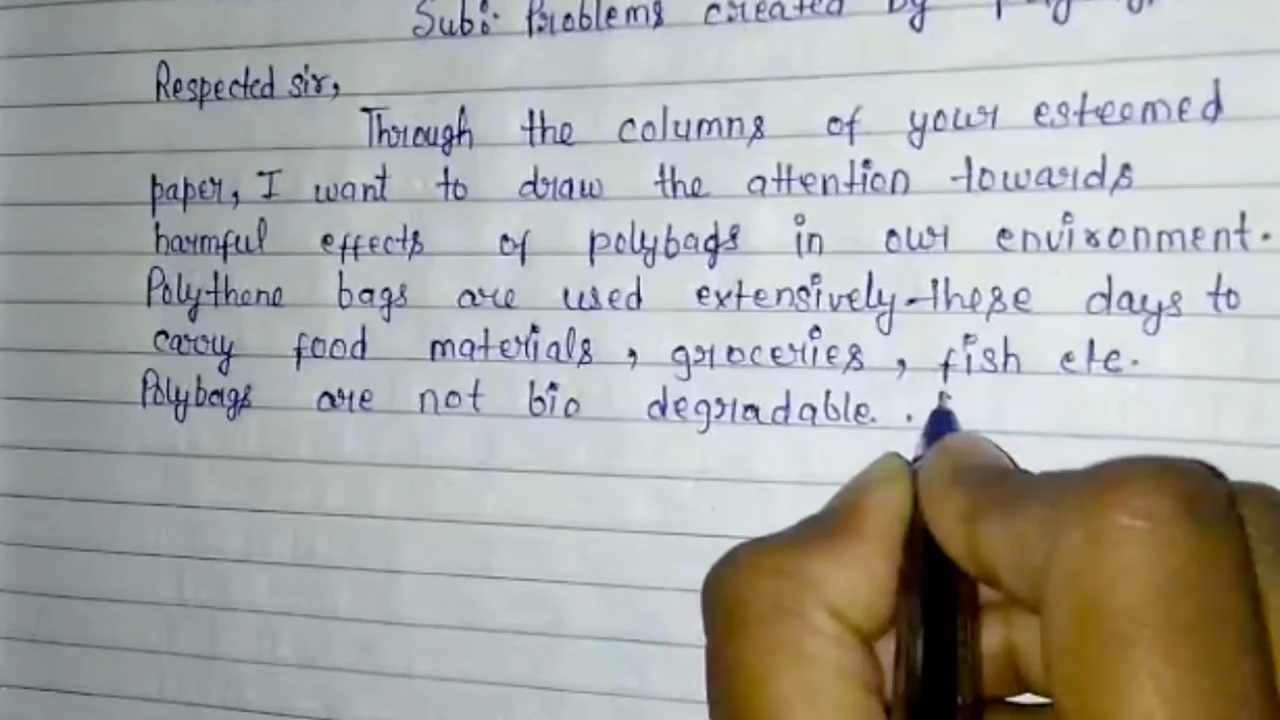 Sub: Problems created by
Respected sir,
Through the columns of your esteemed
paper, I want to draw the attention towards
harmful effects of polybags in our environment.
Polythene bags are used extensively these days to
carry food materials, groceries, fish etc.
Polybags are not bio degradable. .